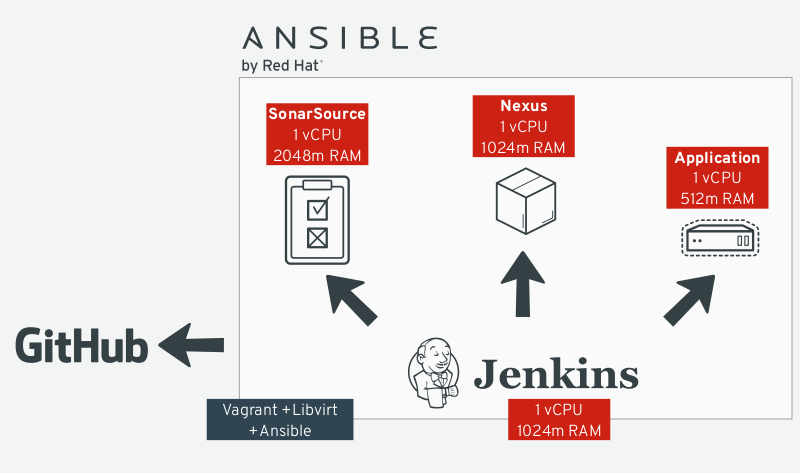 ANSIBLE
by Red Hat
SonarSource
1 vCPU
2048m RAM
Nexus
1 vCPU
1024m RAM
Application
1 vCPU
512m RAM
GitHub
Jenkins
Vagrant +Libvirt
+Ansible
1 vCPU
1024m RAM